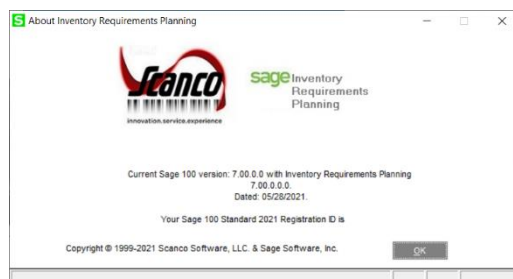 S About Inventory Requirements Planning
Scanco
innovation.service.experience
sage Inventory
Requirements
Planning
Current Sage 100 version: 7.00.0.0 with Inventory Requirements Planning
7.00.0.0.0.
Dated: 05/28/2021.
Your Sage 100 Standard 2021 Registration ID is
Copyright © 1999-2021 Scanco Software, LLC. & Sage Software, Inc.
OK